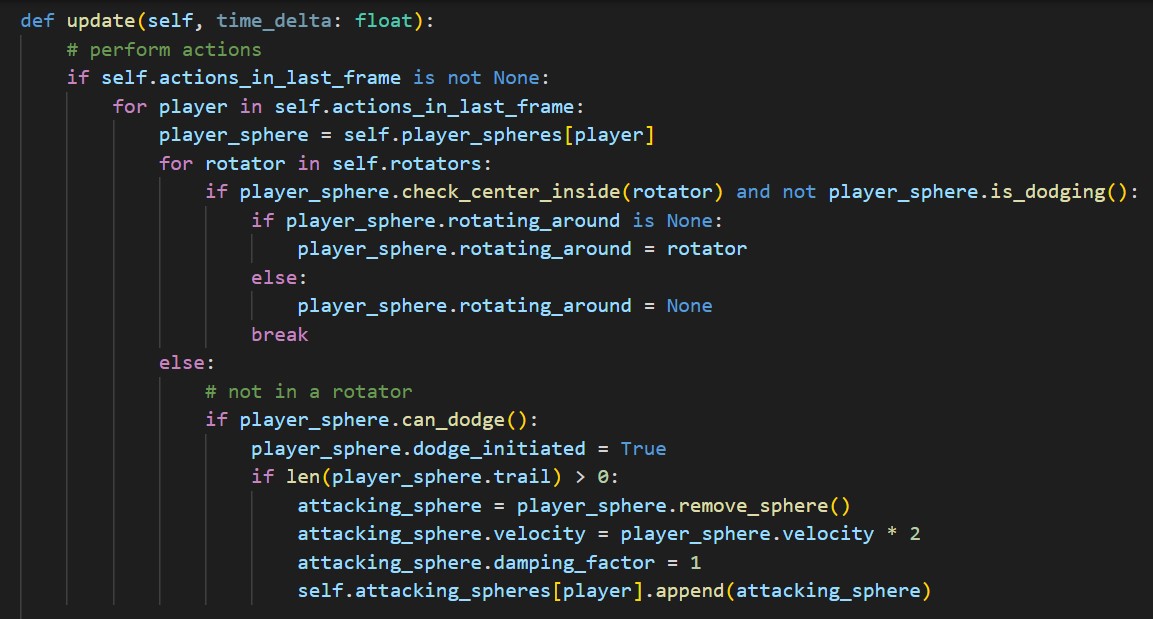 def update(self, time_delta: float):
    # perform actions
    if self.actions_in_last_frame is not None:
        for player in self.actions_in_last_frame:
            player_sphere = self.player_spheres[player]
            for rotator in self.rotators:
                if player_sphere.check_center_inside(rotator) and not player_sphere.is_dodging():
                    if player_sphere.rotating_around is None:
                        player_sphere.rotating_around = rotator
                    else:
                        player_sphere.rotating_around = None
                    break
            else:
                # not in a rotator
                if player_sphere.can_dodge():
                    player_sphere.dodge_initiated = True
                    if len(player_sphere.trail) > 0:
                        attacking_sphere = player_sphere.remove_sphere()
                        attacking_sphere.velocity = player_sphere.velocity * 2
                        attacking_sphere.damping_factor = 1
                        self.attacking_spheres[player].append(attacking_sphere)